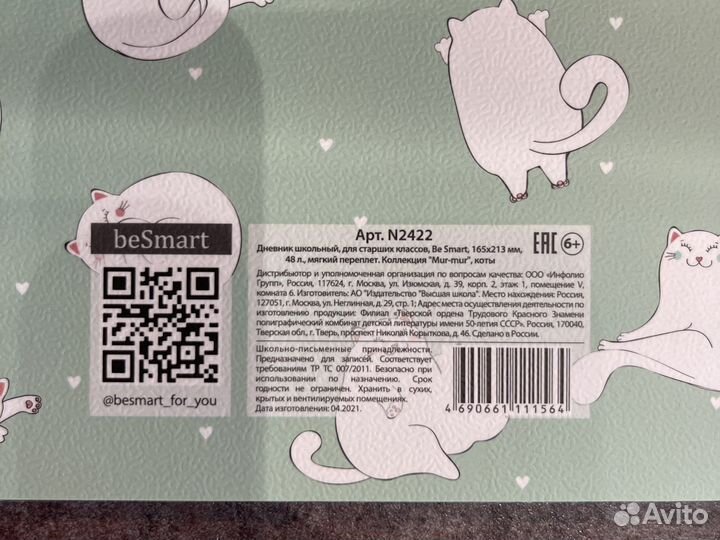 beSmart
@besmart_for_you
Арт. N2422
Дневник школьный, для старших классов, Be Smart, 165x213 мм,
48 л., мягкий переплет. Коллекция "Mur-mur", коты
EAC
6+
Дистрибьютор и уполномоченная организация по вопросам качества: ООО «Инфолио
Групп», Россия, 117624, г. Москва, ул. Изюмская, д. 39, корп. 2, этаж 1, помещение V,
комната 6. Изготовитель: АО "Издательство "Высшая школа". Место нахождения: Россия,
127051, г. Москва, ул. Неглинная, д. 29, стр. 1; Адрес места осуществления деятельности по
изготовлению продукции: Филиал «Тверской ордена Трудового Красного Знамени
полиграфический комбинат детской литературы имени 50-летия СССР». Россия, 170040,
Тверская обл., г. Тверь, проспект Николая Корыткова, д. 46. Сделано в России.
Школьно-письменные принадлежности.
Предназначено для записей. Соответствует
требованиям ТР ТС 007/2011. Безопасно при
использовании по назначению. Срок
годности не ограничен. Хранить в сухих,
крытых и вентилируемых помещениях.
Дата изготовления: 04.2021.
4 690661 111564
Avito